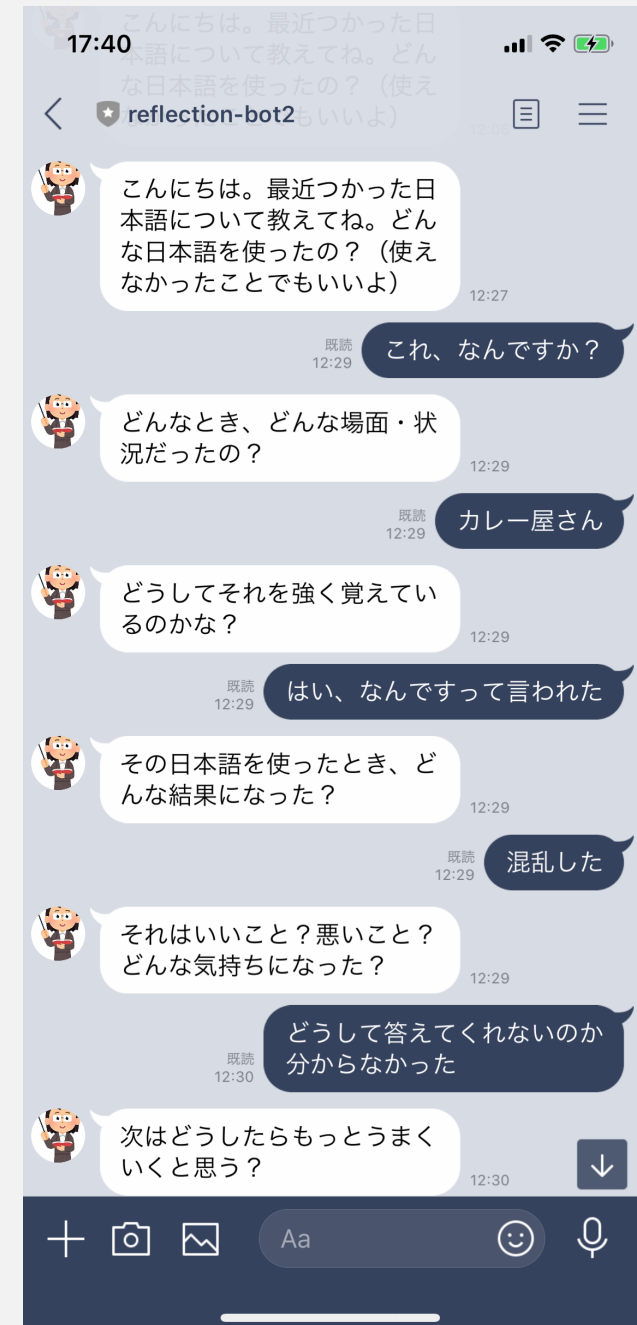 こんにちは。最近つかった日
本語について教えてね。どん
な日本語を使ったの？（使え
もいいよ）
12:06
17:40
reflection-bot2
こんにちは。最近つかった日
本語について教えてね。どん
な日本語を使ったの？（使え
なかったことでもいいよ）
12:27
既読
12:29
これ、なんですか？
どんなとき、どんな場面・状
況だったの？
12:29
既読
12:29
カレー屋さん
どうしてそれを強く覚えてい
るのかな？
12:29
既読
12:29
はい、なんですって言われた
その日本語を使ったとき、ど
んな結果になった？
12:29
既読
12:29
混乱した
それはいいこと？悪いこと？
どんな気持ちになった？
12:29
既読
12:30
どうして答えてくれないのか
分からなかった
次はどうしたらもっとうまく
いくと思う？
12:30
Aa